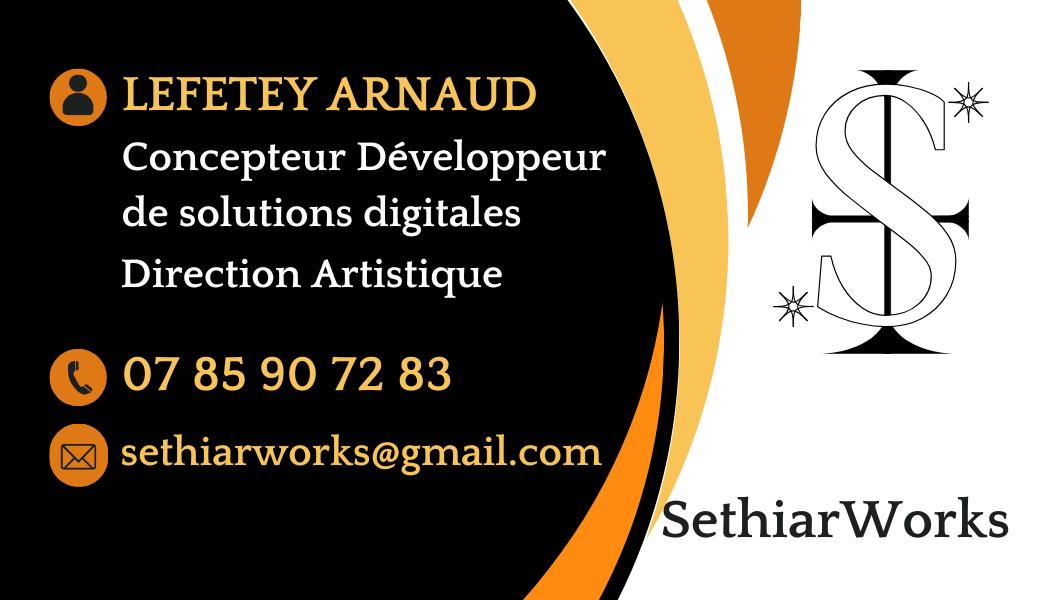 LEFETEY ARNAUD
Concepteur Développeur
de solutions digitales
Direction Artistique
07 85 90 72 83
sethiarworks@gmail.com
SethiarWorks